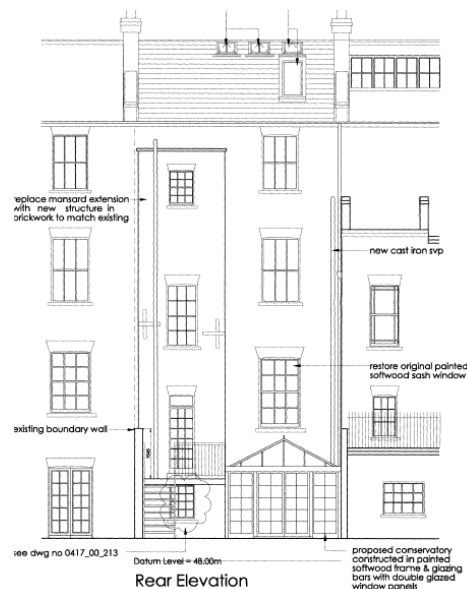 replace mansard extension
with new structure in
brickwork to match existing
new cast iron svp
restore original painted
softwood sash window
existing boundary wall
see dwg no 0417_00_213
Datum Level = 48.00m
Rear Elevation
proposed conservatory
constructed in painted
softwood frame & glazing
bars with double glazed
window panels